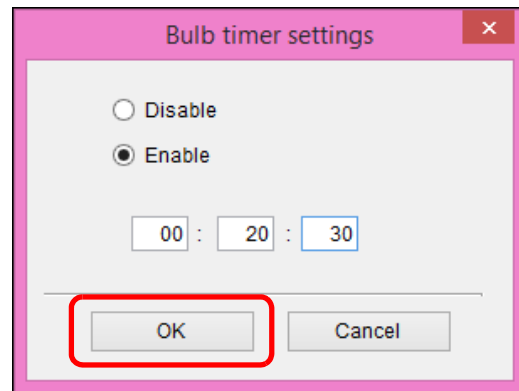 Bulb timer settings
Disable
Enable
00 : 20 : 30
OK Cancel